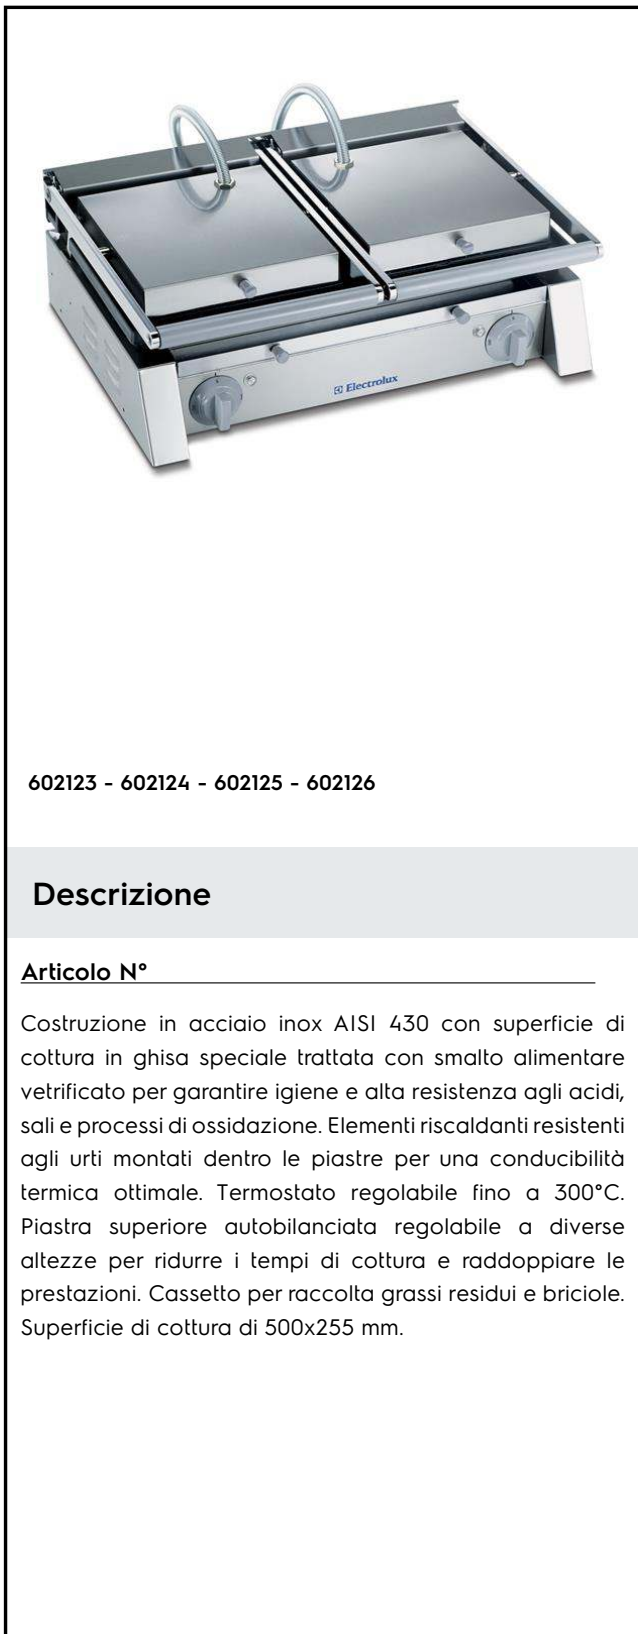 Electrolux
602123 - 602124 - 602125 - 602126
Descrizione
Articolo N°
Costruzione in acciaio inox AISI 430 con superficie di
cottura in ghisa speciale trattata con smalto alimentare
vetrificato per garantire igiene e alta resistenza agli acidi,
sali e processi di ossidazione. Elementi riscaldanti resistenti
agli urti montati dentro le piastre per una conducibilità
termica ottimale. Termostato regolabile fino a 300°C.
Piastra superiore autobilanciata regolabile a diverse
altezze per ridurre i tempi di cottura e raddoppiare le
prestazioni. Cassetto per raccolta grassi residui e briciole.
Superficie di cottura di 500x255 mm.